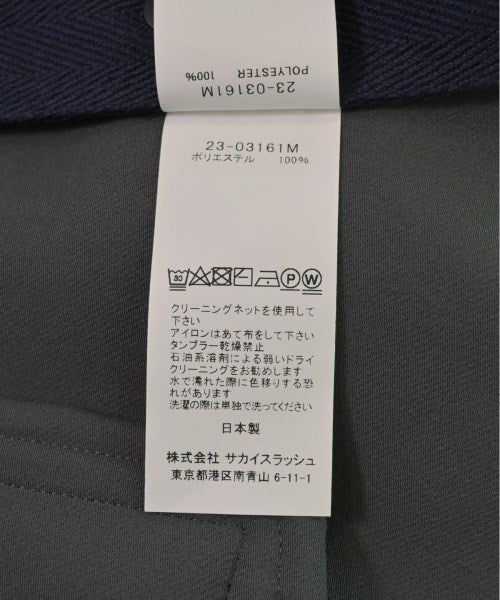 23-03161M
POLYESTER 100%
23-03161M
ポリエステル 100%
30
P
W
クリーニングネットを使用して
下さい
アイロンはあて布をして下さい
タンブラー乾燥禁止
石油系溶剤による弱いドライ
クリーニングをお勧めします
水で濡れた際に色移りする恐
れがあります
洗濯の際は単独で洗ってください
日本製
株式会社 サカイスラッシュ
東京都港区南青山 6-11-1